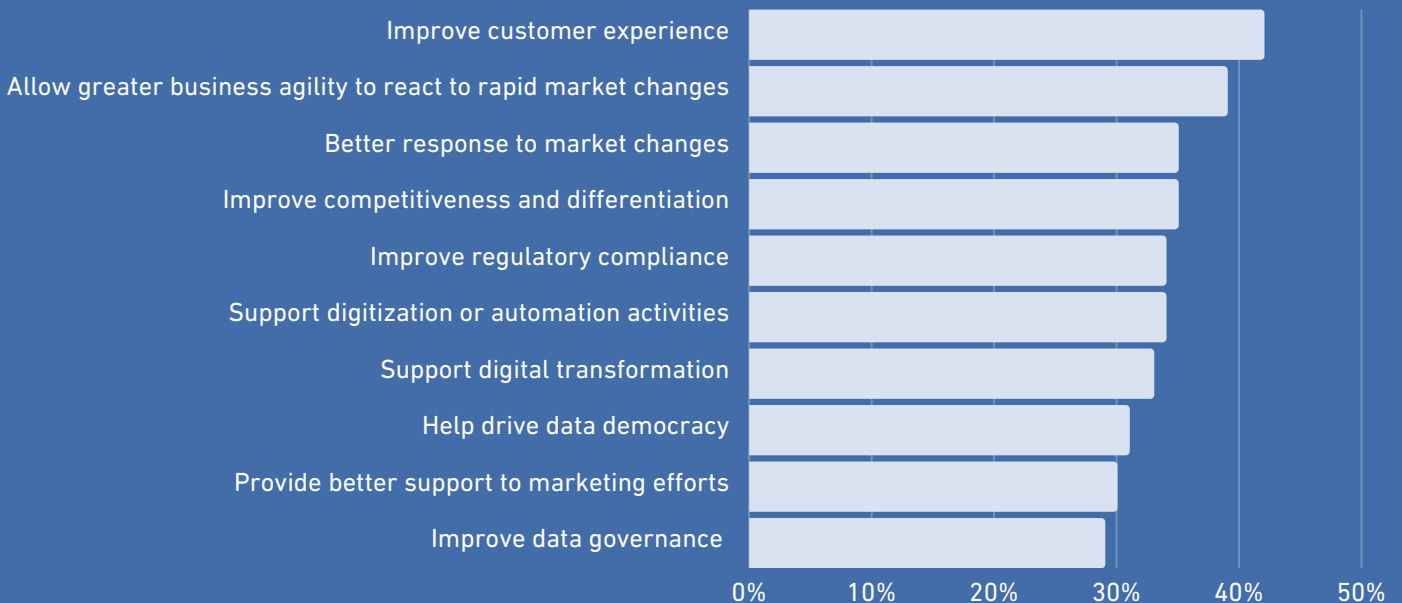 Improve customer experience
Allow greater business agility to react to rapid market changes
Better response to market changes
Improve competitiveness and differentiation
Improve regulatory compliance
Support digitization or automation activities
Support digital transformation
Help drive data democracy
Provide better support to marketing efforts
Improve data governance
0% 10% 20% 30% 40% 50%